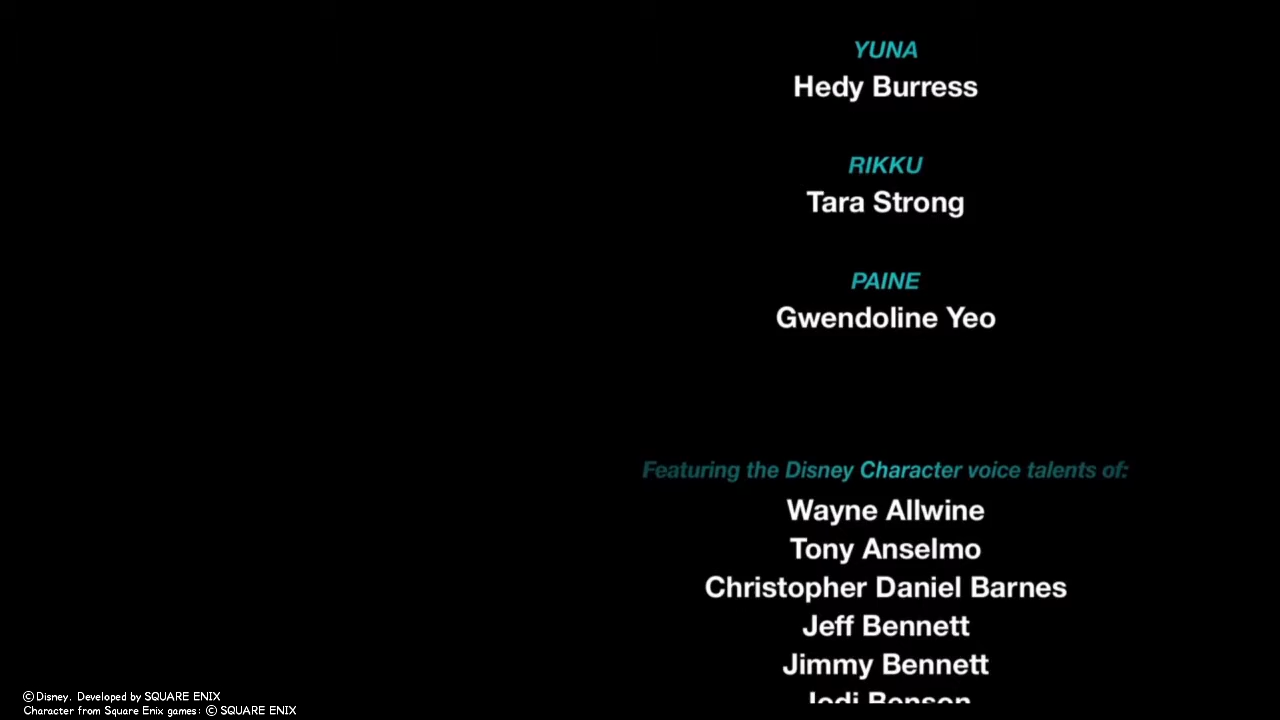 YUNA
Hedy Burress
RIKKU
Tara Strong
PAINE
Gwendoline Yeo
Featuring the Disney Character voice talents of:
Wayne Allwine
Tony Anselmo
Christopher Daniel Barnes
Jeff Bennett
Jimmy Bennett
Jodi Benson
©Disney. Developed by SQUARE ENIX
Character from Square Enix games: © SQUARE ENIX